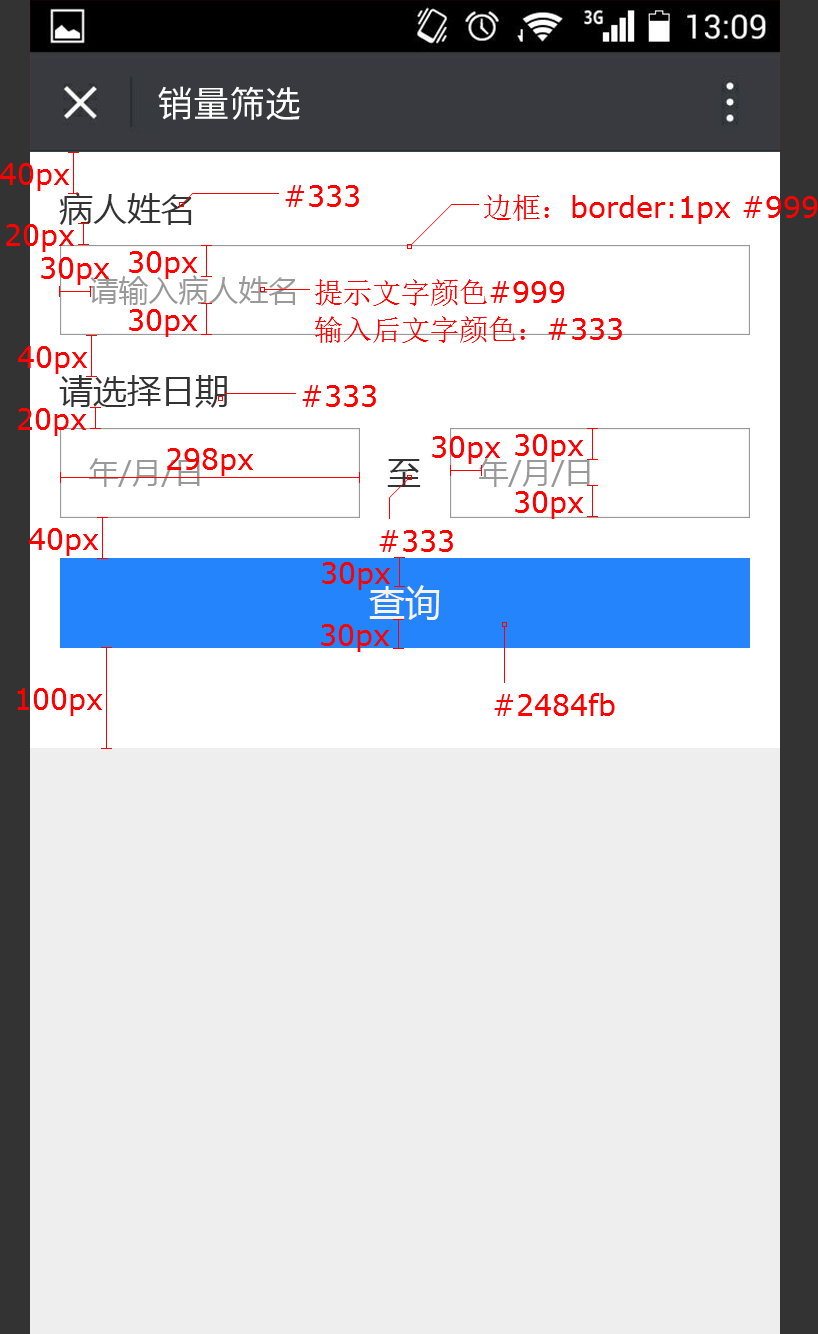 3G 13:09
销量筛选
40px
病人姓名
#333
边框：border:1px #999
20px
30px
30px
请输入病人姓名
提示文字颜色#999
30px
输入后文字颜色：#333
40px
请选择日期
#333
20px
年/月/日
298px
至
30px
30px
年/月/日
30px
40px
#333
30px
查询
30px
100px
#2484fb